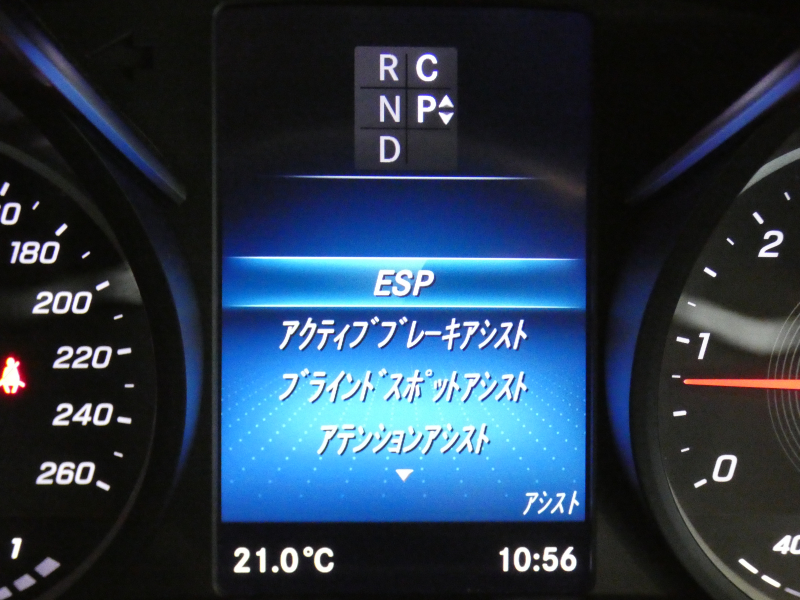 R C
N P
D
ESP
アクティブブレーキアシスト
ブラインドスポットアシスト
アテンションアシスト
アシスト
21.0°C 10:56
180
200
220
240
260
1
2
1
0